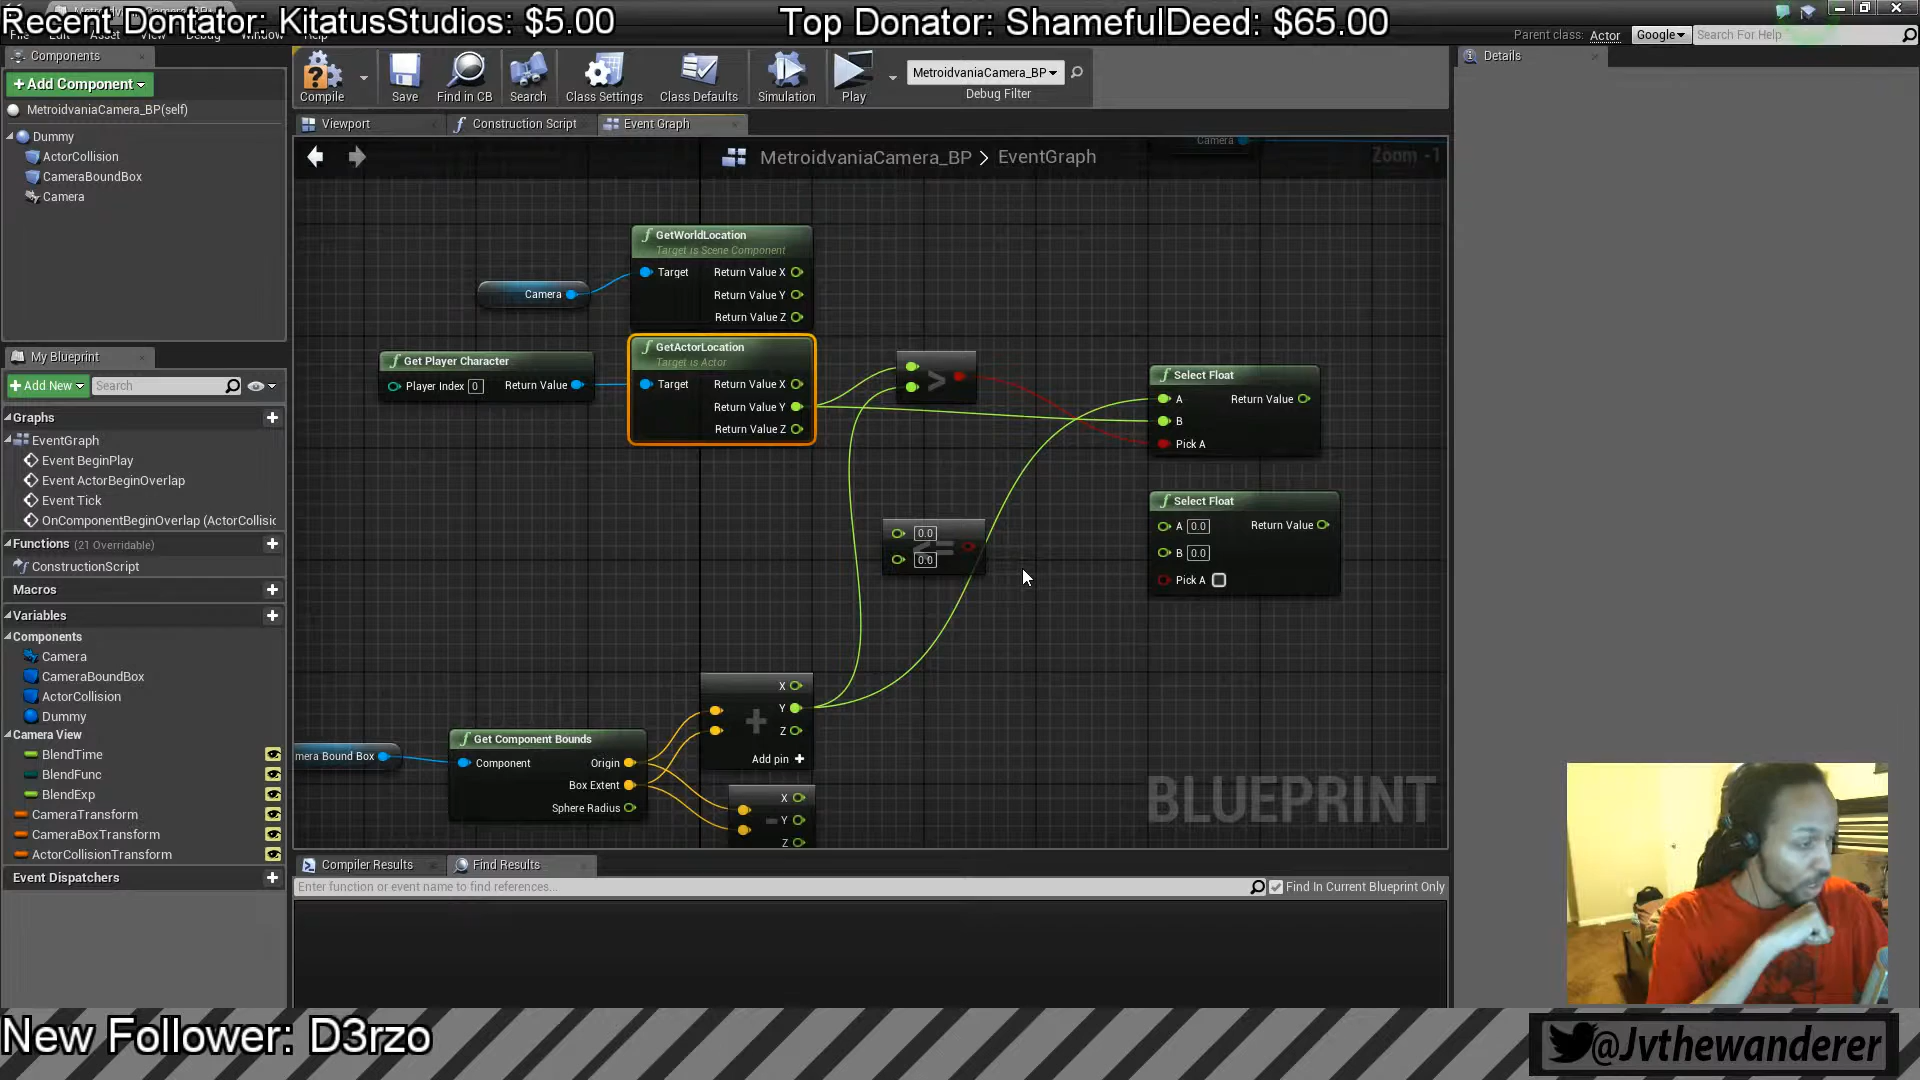 Recent Dontator: KitatusStudios: $5.00
Top Donator: ShamefulDeed: $65.00
Parent class: Actor
Google
Search For Help
Components
Details
+Add Component
Compile
Save
Find in CB
Search
Class Settings
Class Defaults
Simulation
Play
MetroidvaniaCamera_BP
Debug Filter
MetroidvaniaCamera_BP(self)
Viewport
Construction Script
Event Graph
Dummy
ActorCollision
CameraBoundBox
Camera
MetroidvaniaCamera_BP > EventGraph
Camera
Zoom -1
GetWorldLocation
Target is Scene Component
Target
Return Value X
Return Value Y
Return Value Z
Camera
GetActorLocation
Target is Actor
Target
Return Value X
Return Value Y
Return Value Z
Get Player Character
Player Index 0
Return Value
>
Select Float
A
Return Value
B
Pick A
<=
0.0
0.0
Select Float
A 0.0
Return Value
B 0.0
Pick A
My Blueprint
+Add New
Search
Graphs
EventGraph
Event BeginPlay
Event ActorBeginOverlap
Event Tick
OnComponentBeginOverlap (ActorCollisic
Functions (21 Overridable)
ConstructionScript
Macros
Variables
Components
Camera
CameraBoundBox
ActorCollision
Dummy
Camera View
BlendTime
BlendFunc
BlendExp
CameraTransform
CameraBoxTransform
ActorCollisionTransform
Event Dispatchers
mera Bound Box
Get Component Bounds
Component
Origin
Box Extent
Sphere Radius
+
X
Y
Z
Add pin +
-
X
Y
Z
BLUEPRINT
Compiler Results
Find Results
Enter function or event name to find references...
Find In Current Blueprint Only
New Follower: D3rzo
@Jvthewanderer